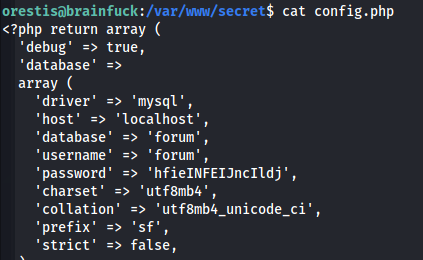 orestis@brainfuck:/var/www/secret$ cat config.php
<?php return array (
  'debug' => true,
  'database' =>
  array (
    'driver' => 'mysql',
    'host' => 'localhost',
    'database' => 'forum',
    'username' => 'forum',
    'password' => 'hfieINFEIJncIldj',
    'charset' => 'utf8mb4',
    'collation' => 'utf8mb4_unicode_ci',
    'prefix' => 'sf',
    'strict' => false,